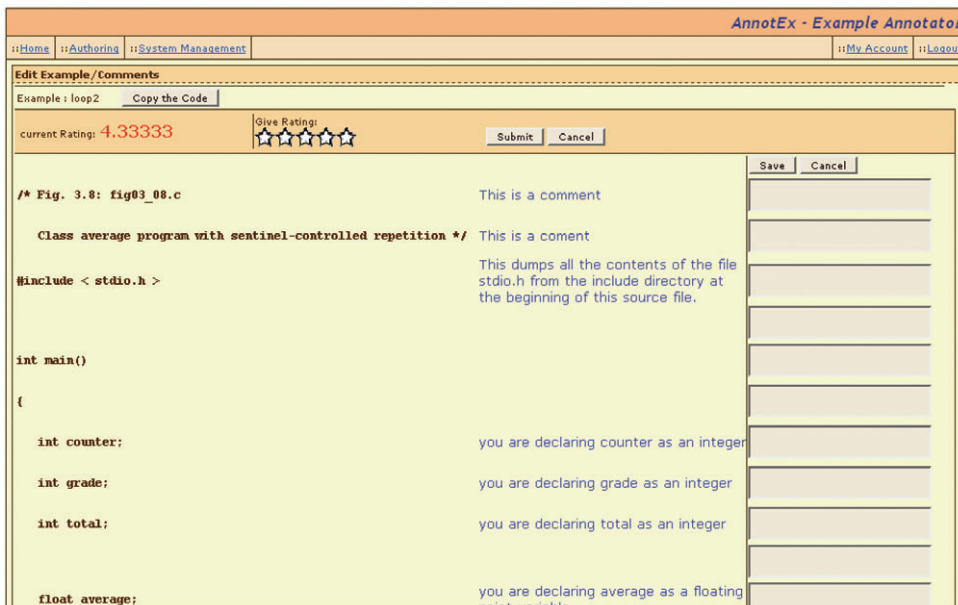 AnnotEx - Example Annotator
::Home ::Authoring ::System Management ::My Account ::Logou
Edit Example/Comments
Example : loop2 Copy the Code
current Rating: 4.33333 Give Rating: Submit Cancel
Save Cancel
/* Fig. 3.8: fig03_08.c This is a comment
Class average program with sentinel-controlled repetition */ This is a coment
This dumps all the contents of the file
#include < stdio.h > stdio.h from the include directory at
the beginning of this source file.
int main()
{
int counter; you are declaring counter as an integer
int grade; you are declaring grade as an integer
int total; you are declaring total as an integer
float average; you are declaring average as a floating